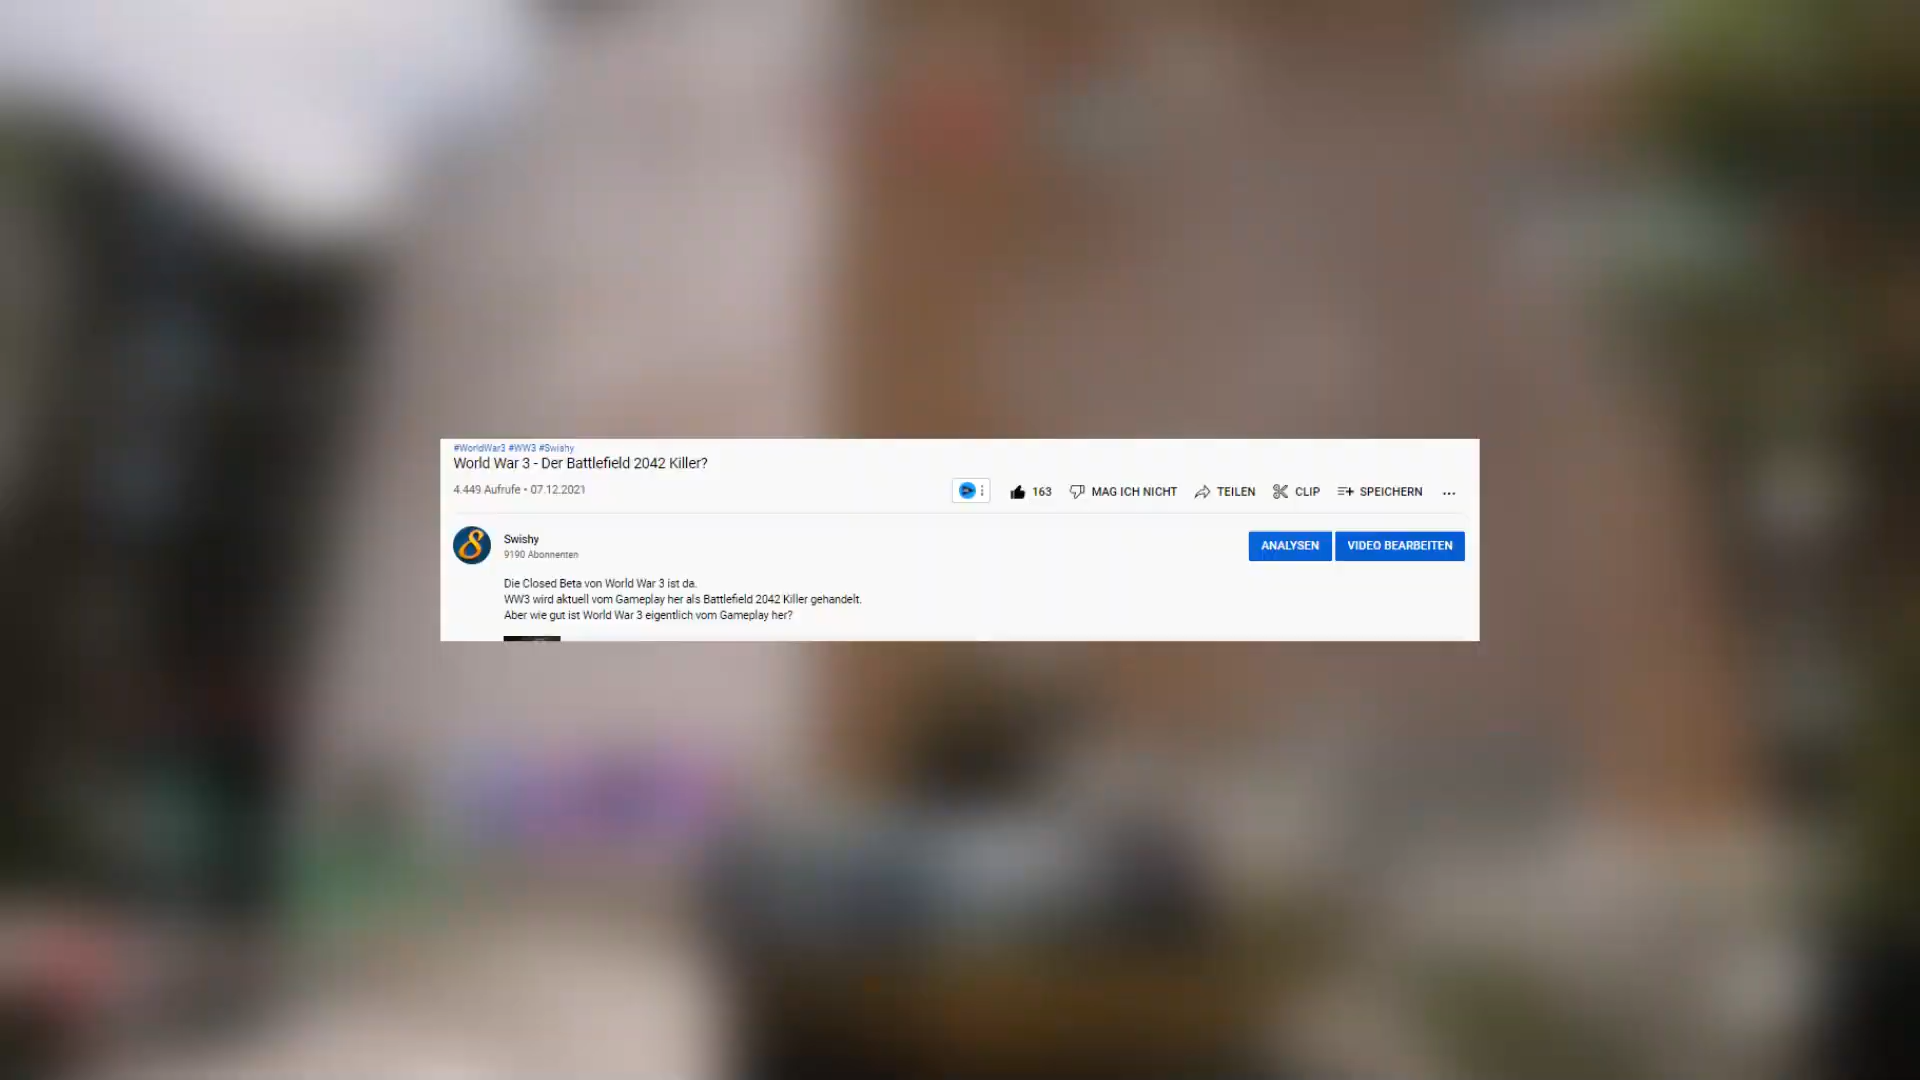 #WorldWar3 #WW3 #Swishy
World War 3 - Der Battlefield 2042 Killer?
4.449 Aufrufe • 07.12.2021
163 MAG ICH NICHT TEILEN CLIP SPEICHERN ...
Swishy
9190 Abonnenten
ANALYSEN VIDEO BEARBEITEN
Die Closed Beta von World War 3 ist da.
WW3 wird aktuell vom Gameplay her als Battlefield 2042 Killer gehandelt.
Aber wie gut ist World War 3 eigentlich vom Gameplay her?